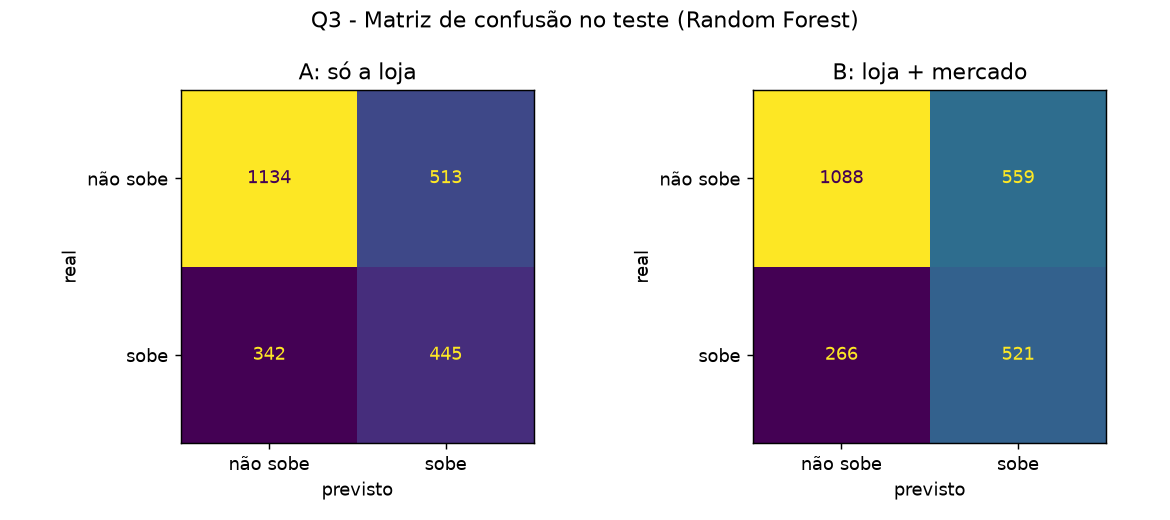 Q3 - Matriz de confusão no teste (Random Forest)
A: só a loja
real
não sobe
1134
513
sobe
342
445
não sobe
sobe
previsto
B: loja + mercado
real
não sobe
1088
559
sobe
266
521
não sobe
sobe
previsto